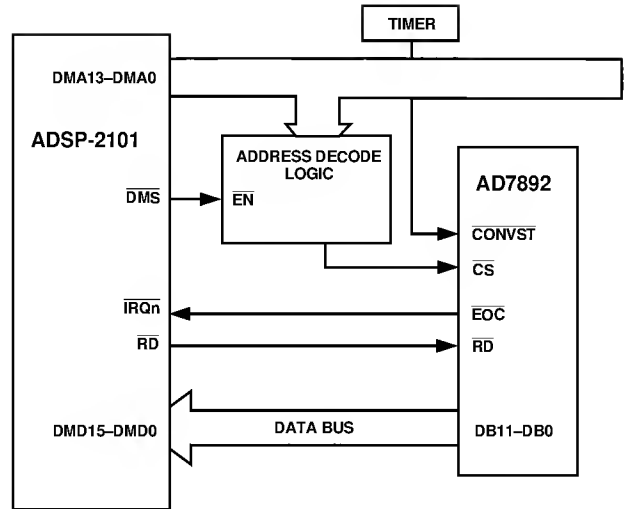 TIMER
DMA13–DMA0
ADSP-2101
ADDRESS DECODE
LOGIC
AD7892
DMS
EN
CONVST
CS
IRQn
EOC
RD
RD
DMD15–DMD0
DATA BUS
DB11–DB0